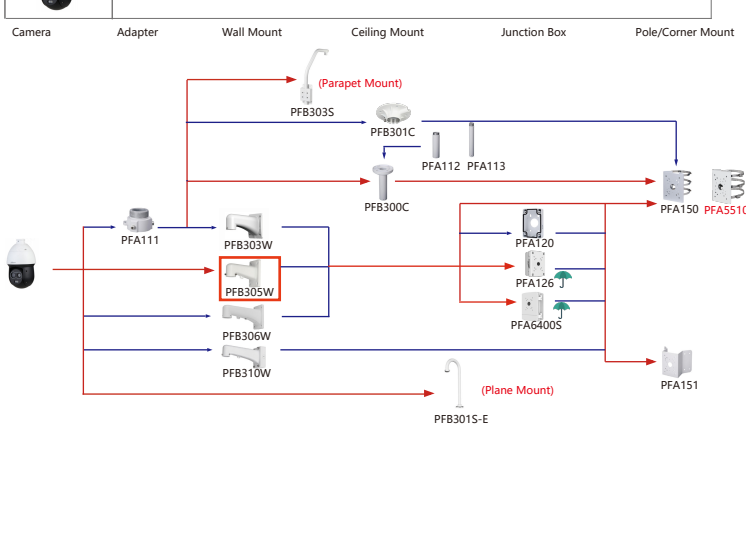 Camera Adapter Wall Mount Ceiling Mount Junction Box Pole/Corner Mount
(Parapet Mount)
PFB303S
PFB301C
PFA112 PFA113
PFB300C
PFA150 PFA5510
PFA111
PFB303W
PFA120
PFB305W
PFA126
PFA6400S
PFB306W
PFB310W
PFA151
(Plane Mount)
PFB301S-E